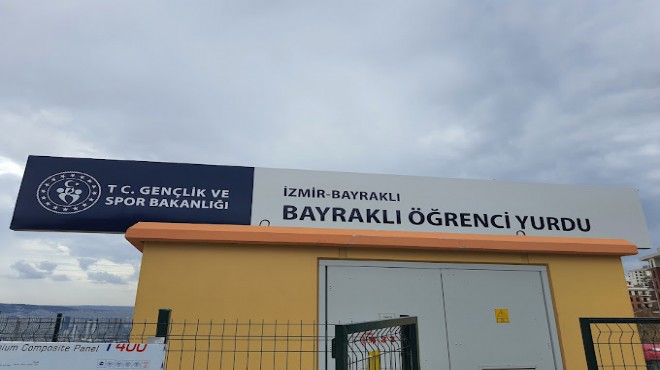 T C. GENÇLİK VE
SPOR BAKANLIĞI
İZMİR-BAYRAKLI
BAYRAKLI ÖĞRENCİ YURDU
Composite Panel